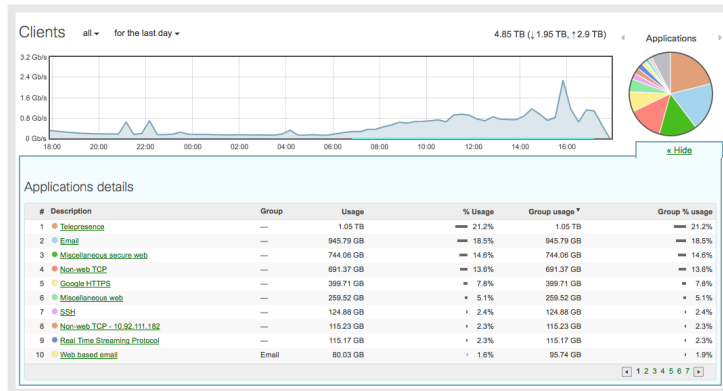 Clients all for the last day 4.85 TB (↓ 1.95 TB, ↑ 2.9 TB) Applications
3.2 Gb/s
2.4 Gb/s
1.6 Gb/s
0.8 Gb/s
0 Gb/s
18:00 20:00 22:00 00:00 02:00 04:00 06:00 08:00 10:00 12:00 14:00 16:00
« Hide
Applications details
# Description Group Usage % Usage Group usage ▼ Group % usage
1 Telepresence — 1.05 TB 21.2% 1.05 TB 21.2%
2 Email — 945.79 GB 18.5% 945.79 GB 18.5%
3 Miscellaneous secure web — 744.06 GB 14.6% 744.06 GB 14.6%
4 Non-web TCP — 691.37 GB 13.6% 691.37 GB 13.6%
5 Google HTTPS — 399.71 GB 7.8% 399.71 GB 7.8%
6 Miscellaneous web — 259.52 GB 5.1% 259.52 GB 5.1%
7 SSH — 124.88 GB 2.4% 124.88 GB 2.4%
8 Non-web TCP - 10.92.111.182 — 115.23 GB 2.3% 115.23 GB 2.3%
9 Real Time Streaming Protocol — 115.17 GB 2.3% 115.17 GB 2.3%
10 Web based email Email 80.03 GB 1.6% 95.74 GB 1.9%
1 2 3 4 5 6 7